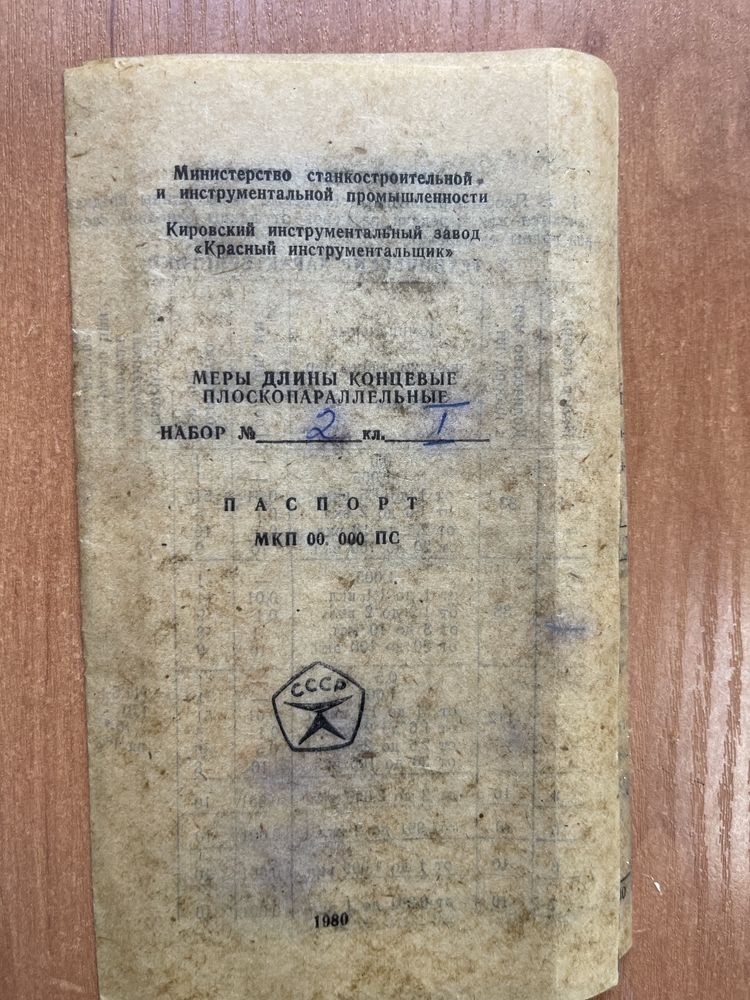 Министерство станкостроительной
и инструментальной промышленности
Кировский инструментальный завод
«Красный инструментальщик»
МЕРЫ ДЛИНЫ КОНЦЕВЫЕ
ПЛОСКОПАРАЛЛЕЛЬНЫЕ
НАБОР № 2 кл. I
ПАСПОРТ
МКП 00. 000 ПС
СССР
1980